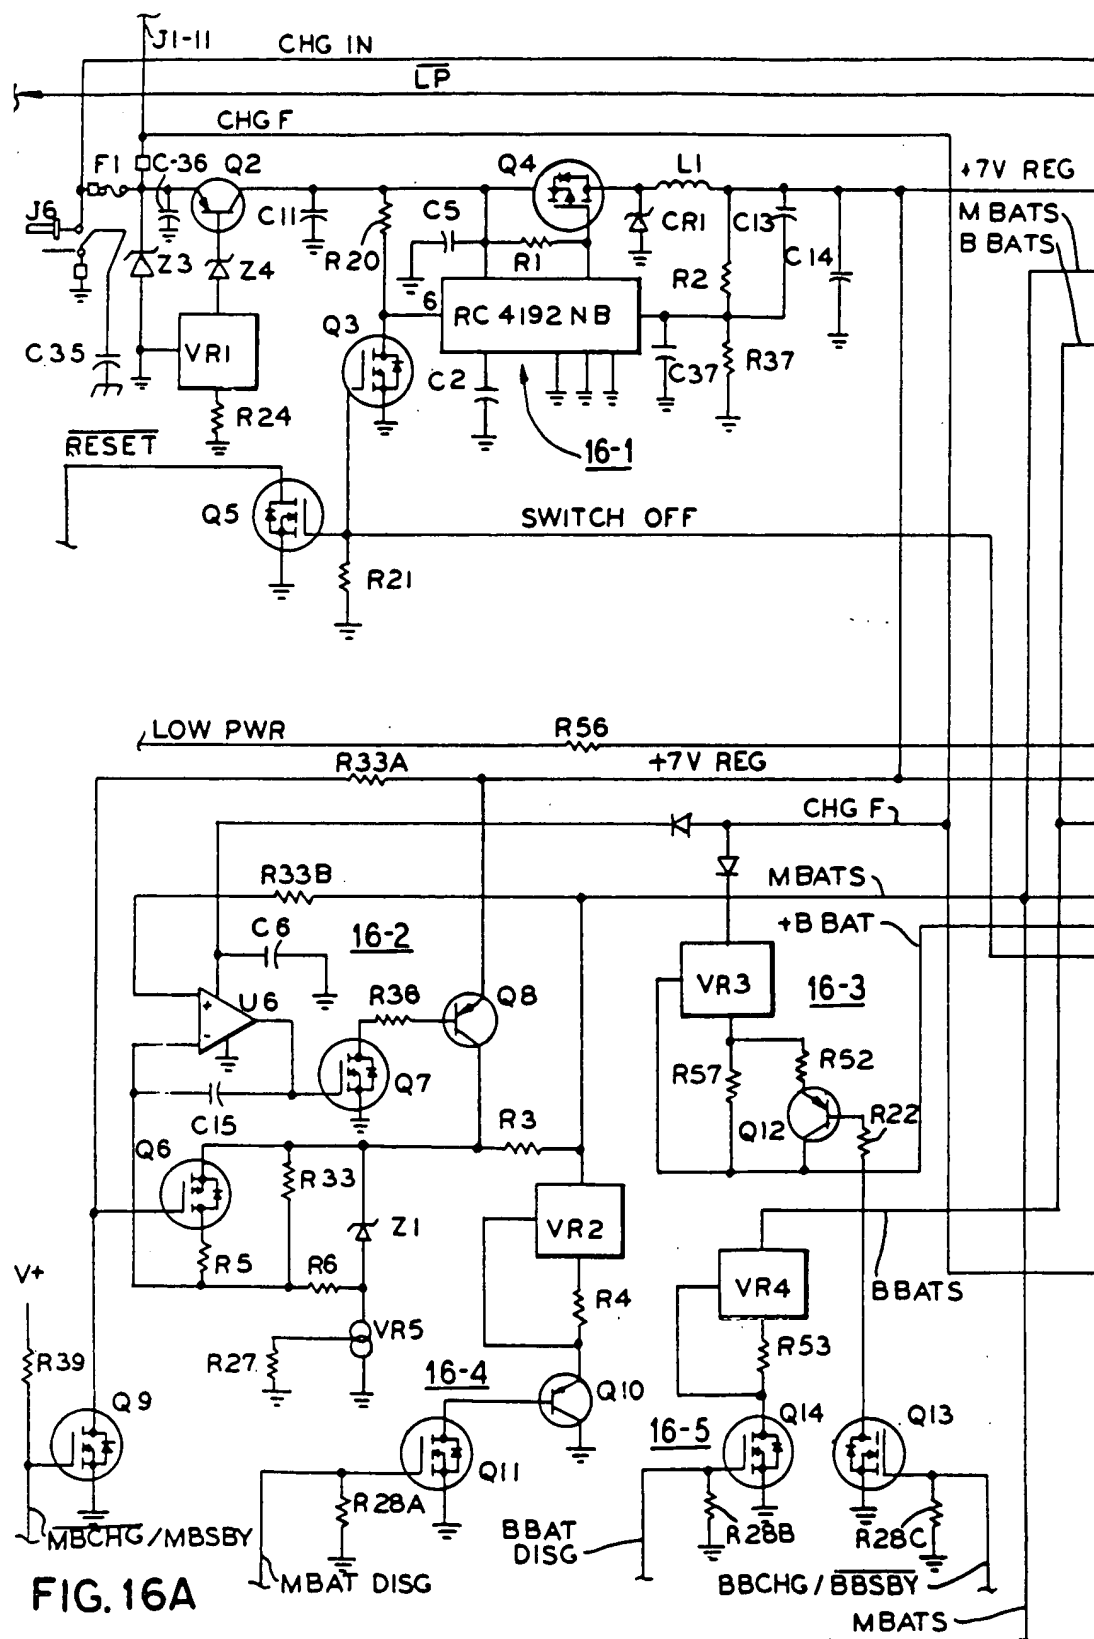 J1-11
CHG IN
LP
CHG F
F1
C-36
Q2
Q4
L1
+7V REG
M BATS
B BATS
J6
C11
C5
CR1
C13
Z3
Z4
R20
R1
R2
C14
6
RC 4192 NB
Q3
C35
VR1
C2
C37
R37
R24
16-1
RESET
Q5
SWITCH OFF
R21
LOW PWR
R56
R33A
+7V REG
CHG F
R33B
M BATS
+B BAT
C6
16-2
VR3
16-3
U6
+
-
R38
Q8
R52
Q7
R57
C15
Q12
R22
Q6
R3
R33
VR2
Z1
R5
R6
VR4
B BATS
V+
R4
VR5
R53
R39
R27
16-4
Q9
Q10
Q14
Q13
16-5
Q11
R28A
R28B
R28C
MBCHG/MBSBY
BBAT
DISG
MBAT DISG
BBCHG/BBSBY
M BATS
FIG. 16A